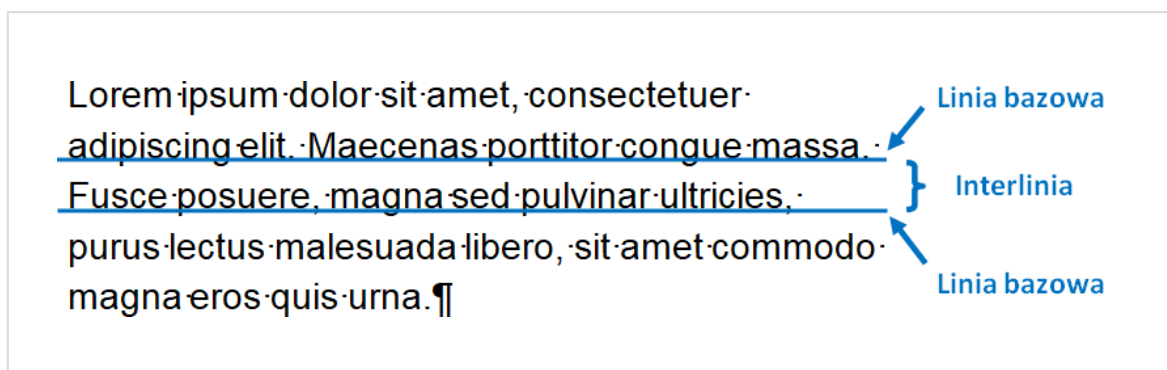 Lorem·ipsum·dolor·sit·amet,·consectetuer·
adipiscing·elit.·Maecenas·porttitor·congue·massa.·
Fusce·posuere,·magna·sed·pulvinar·ultricies,·
purus·lectus·malesuada·libero,·sit·amet·commodo·
magna·eros·quis·urna.¶
Linia bazowa
Interlinia
Linia bazowa